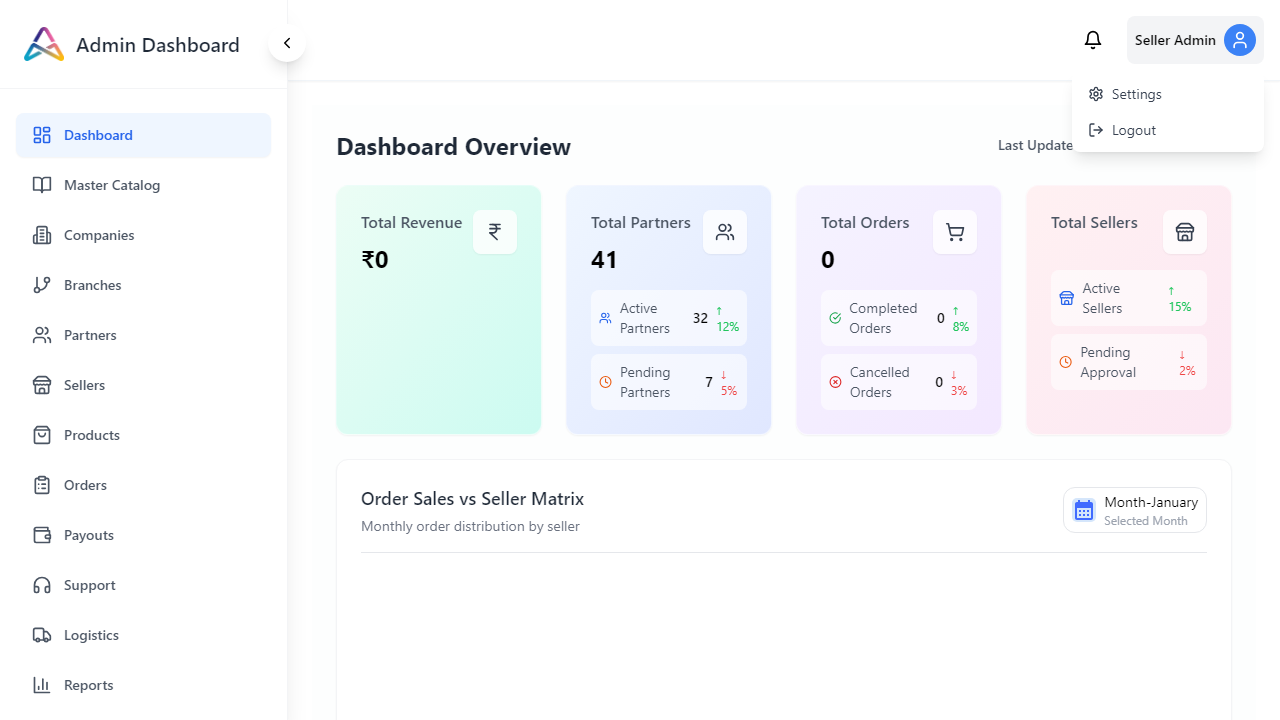 Admin Dashboard
Seller Admin
Settings
Logout
Dashboard
Master Catalog
Companies
Branches
Partners
Sellers
Products
Orders
Payouts
Support
Logistics
Reports
Dashboard Overview
Last Update
Total Revenue
₹0
Total Partners
41
Active
Partners
32
↑
12%
Pending
Partners
7
↓
5%
Total Orders
0
Completed
Orders
0
↑
8%
Cancelled
Orders
0
↓
3%
Total Sellers
Active
Sellers
↑
15%
Pending
Approval
↓
2%
Order Sales vs Seller Matrix
Monthly order distribution by seller
Month-January
Selected Month